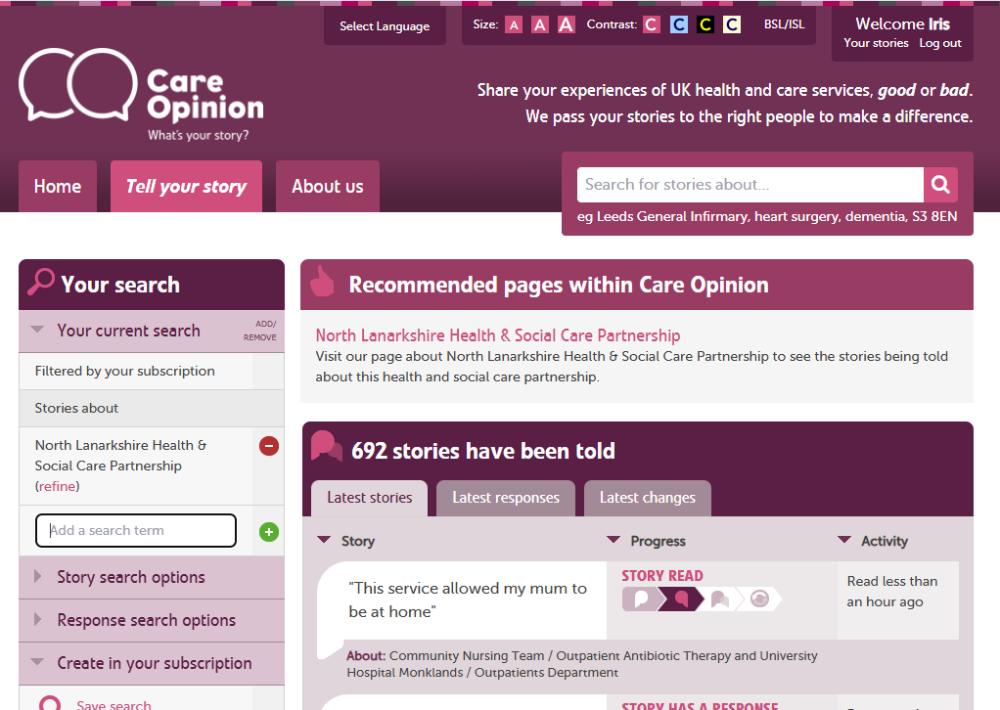 Select Language
Size: A A A Contrast: C C C C BSL/ISL
Welcome Iris
Your stories Log out
Care
Opinion
What's your story?
Share your experiences of UK health and care services, good or bad.
We pass your stories to the right people to make a difference.
Home
Tell your story
About us
Search for stories about...
eg Leeds General Infirmary, heart surgery, dementia, S3 8EN
Your search
Your current search
ADD/
REMOVE
Filtered by your subscription
Stories about
North Lanarkshire Health &
Social Care Partnership
(refine)
Add a search term
Story search options
Response search options
Create in your subscription
Save search
Recommended pages within Care Opinion
North Lanarkshire Health & Social Care Partnership
Visit our page about North Lanarkshire Health & Social Care Partnership to see the stories being told
about this health and social care partnership.
692 stories have been told
Latest stories
Latest responses
Latest changes
Story
Progress
Activity
"This service allowed my mum to
be at home"
STORY READ
Read less than
an hour ago
About: Community Nursing Team / Outpatient Antibiotic Therapy and University
Hospital Monklands / Outpatients Department
STORY HAS A RESPONSE